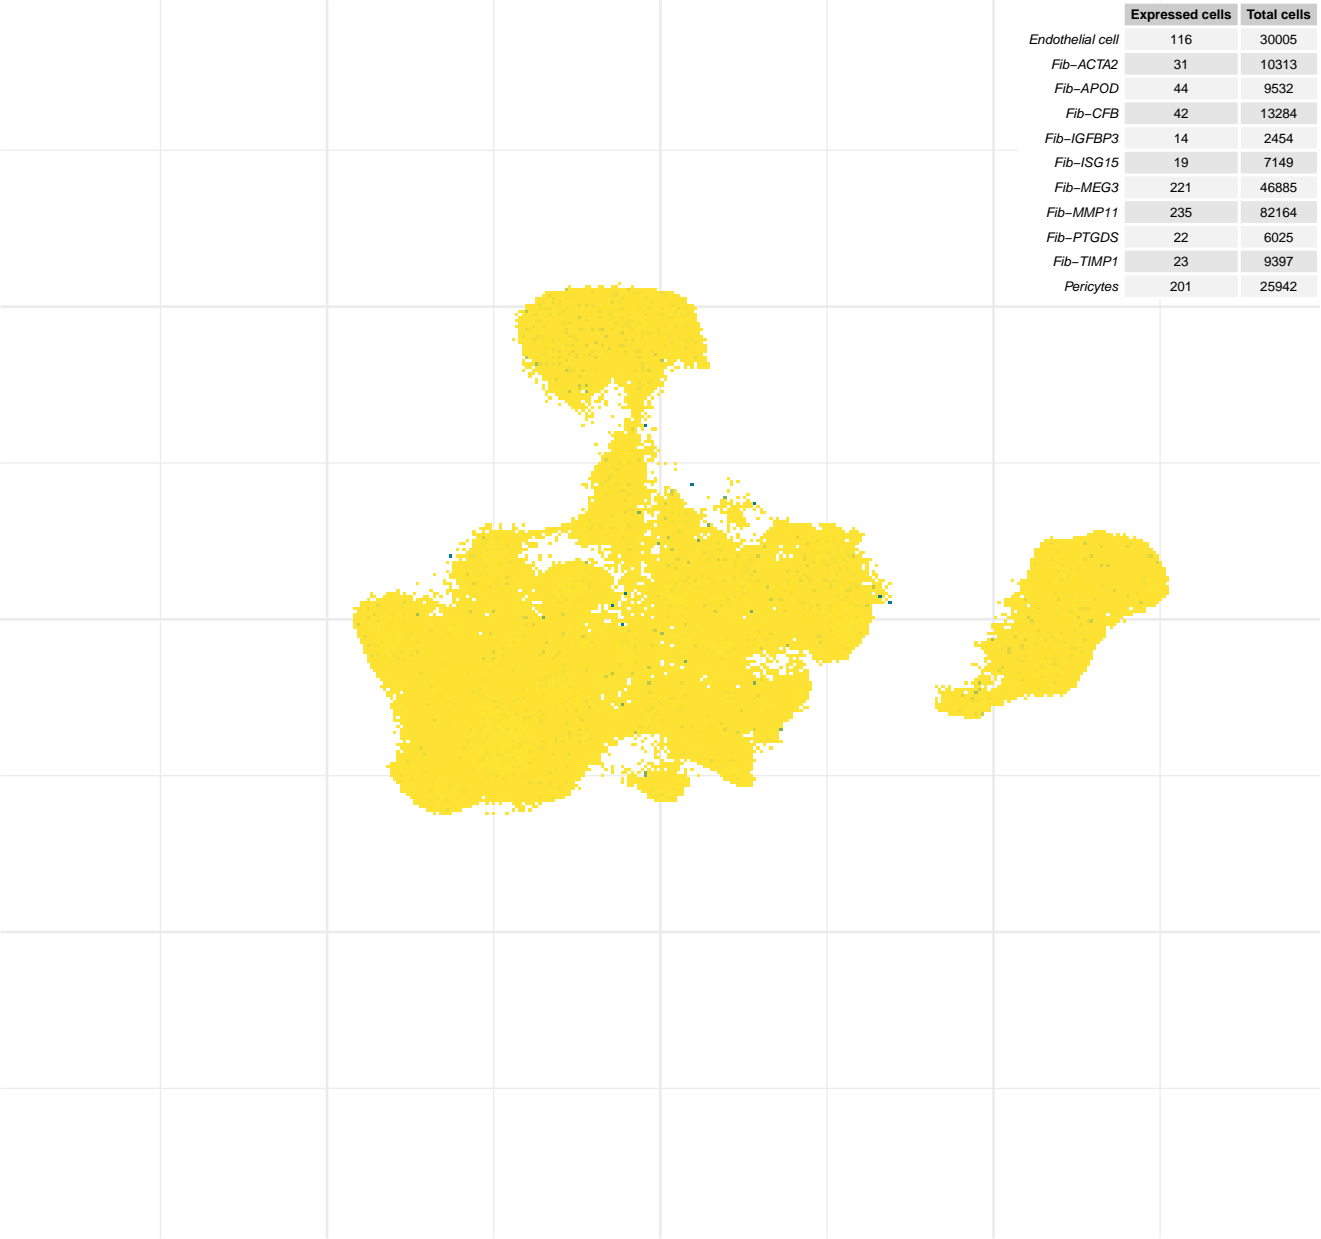 Expressed cells Total cells
Endothelial cell 116 30005
Fib−ACTA2 31 10313
Fib−APOD 44 9532
Fib−CFB 42 13284
Fib−IGFBP3 14 2454
Fib−ISG15 19 7149
Fib−MEG3 221 46885
Fib−MMP11 235 82164
Fib−PTGDS 22 6025
Fib−TIMP1 23 9397
Pericytes 201 25942